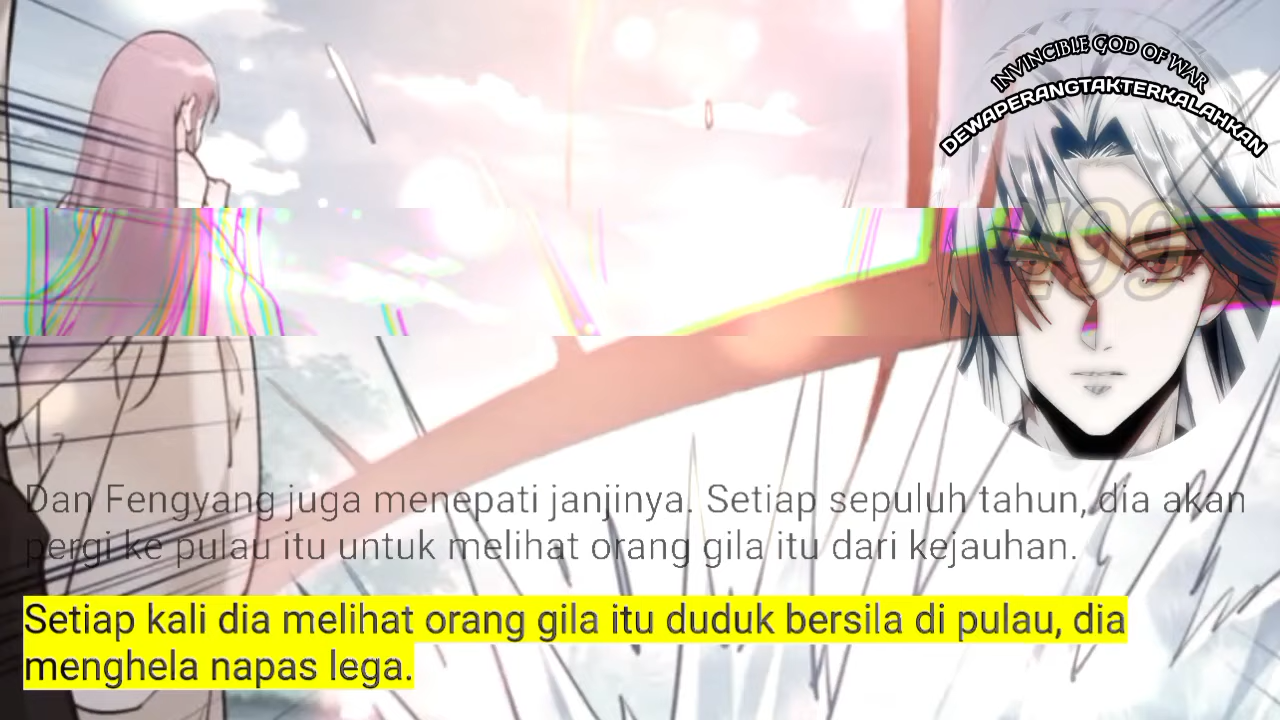 INVINCIBLE GOD OF WAR
DEWAPERANGTAKTERKALAHKAN
499
Dan Fengyang juga menepati janjinya. Setiap sepuluh tahun, dia akan
pergi ke pulau itu untuk melihat orang gila itu dari kejauhan.
Setiap kali dia melihat orang gila itu duduk bersila di pulau, dia
menghela napas lega.